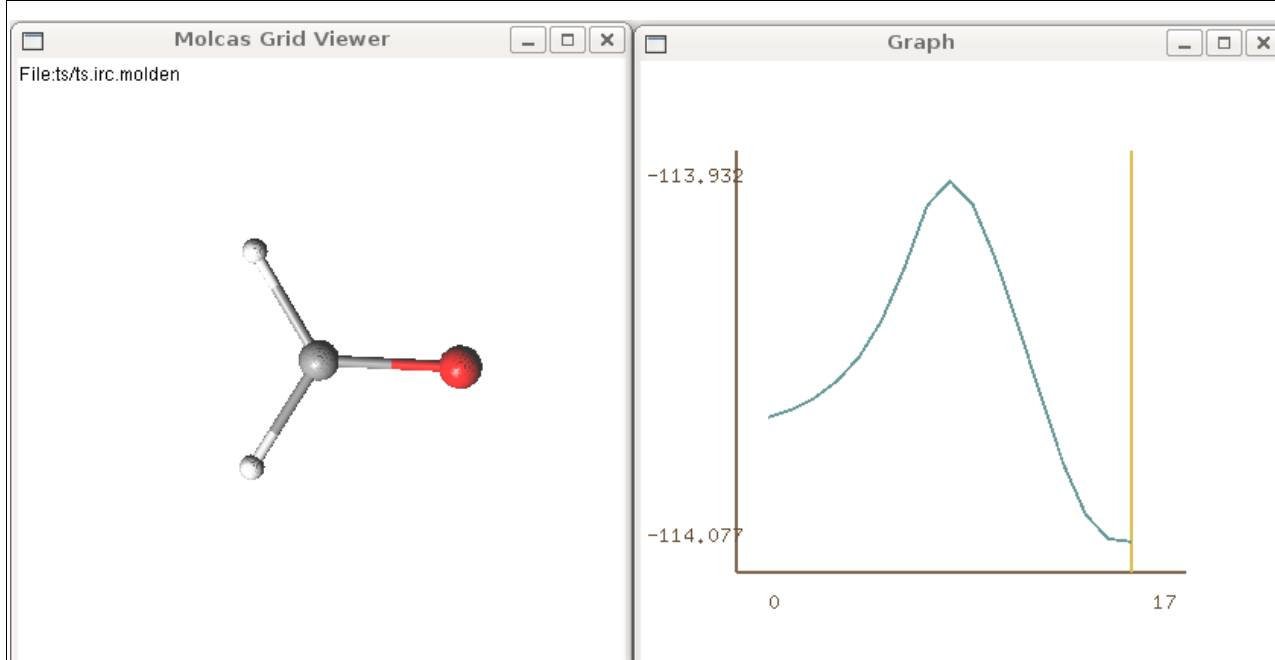 Molcas Grid Viewer
File:ts/ts.irc.molden
Graph
-113.932
-114.077
0
17